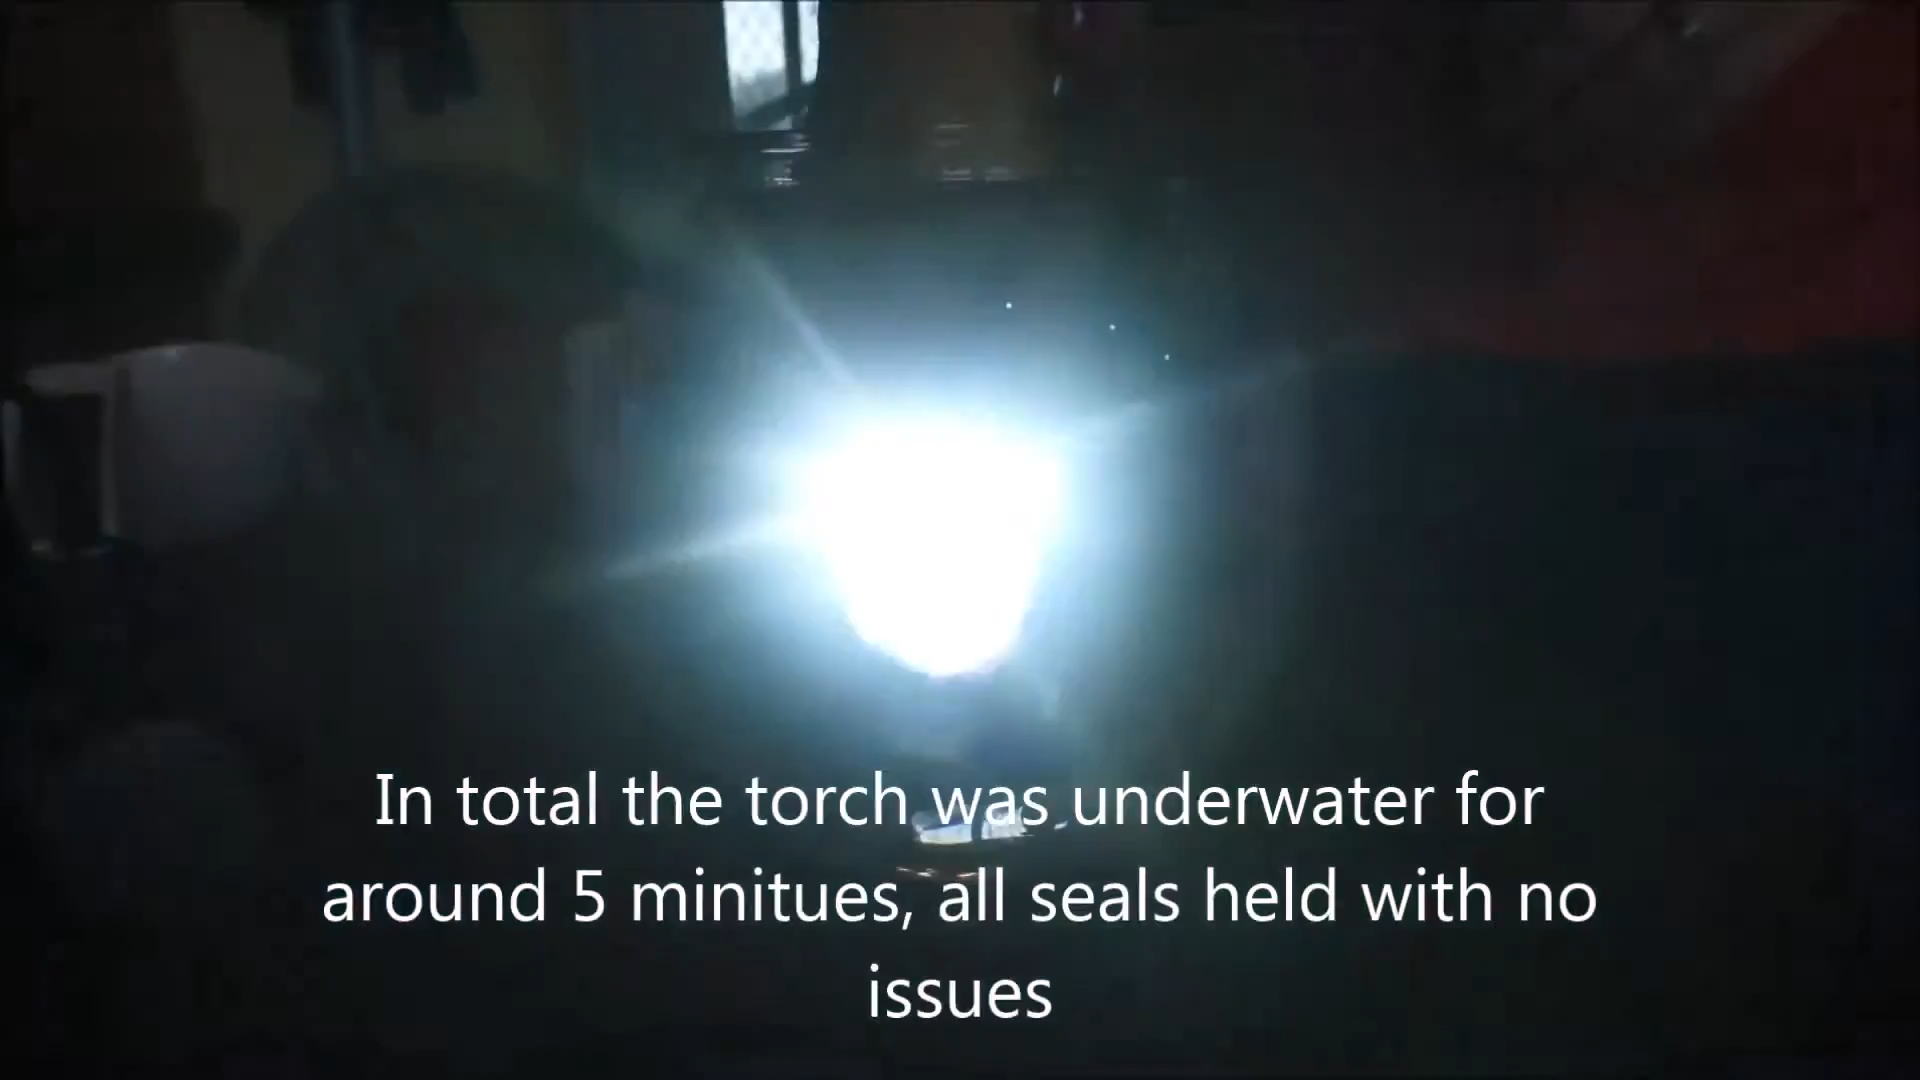 In total the torch was underwater for
around 5 minitues, all seals held with no
issues